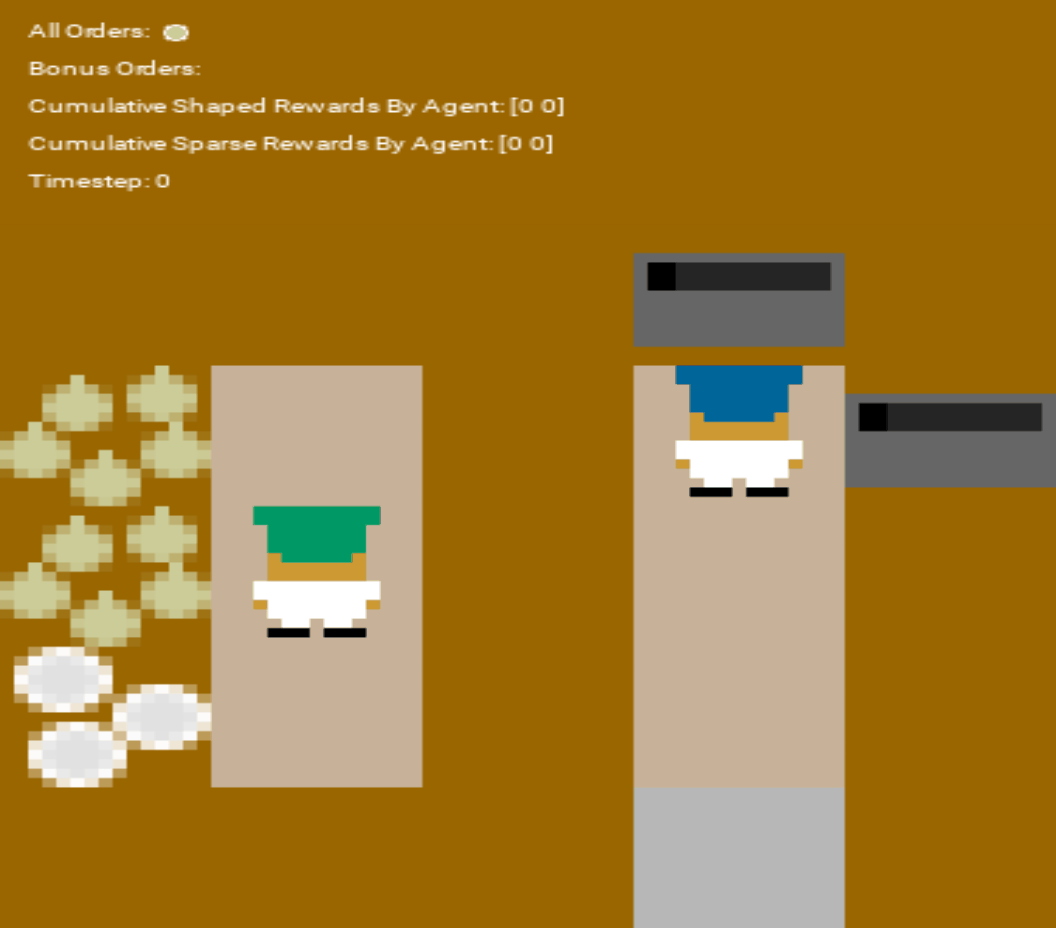 All Orders:
Bonus Orders:
Cumulative Shaped Rewards By Agent: [0 0]
Cumulative Sparse Rewards By Agent: [0 0]
Timestep: 0